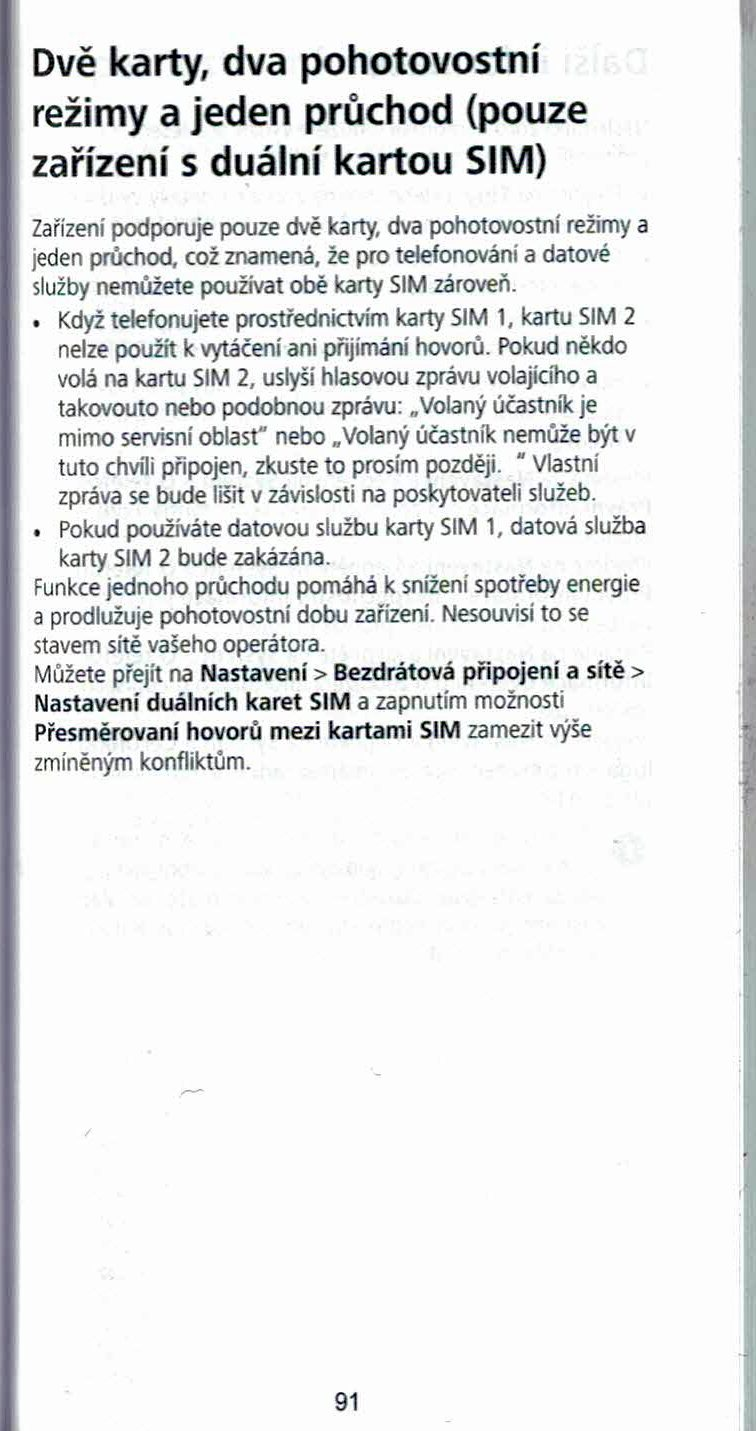 Dvě karty, dva pohotovostní
režimy a jeden průchod (pouze
zařízení s duální kartou SIM)
Zařízení podporuje pouze dvě karty, dva pohotovostní režimy a
jeden průchod, což znamená, že pro telefonování a datové
služby nemůžete používat obě karty SIM zároveň.
• Když telefonujete prostřednictvím karty SIM 1, kartu SIM 2
nelze použít k vytáčení ani přijímání hovorů. Pokud někdo
volá na kartu SIM 2, uslyší hlasovou zprávu volajícího a
takovouto nebo podobnou zprávu: „Volaný účastník je
mimo servisní oblast" nebo „Volaný účastník nemůže být v
tuto chvíli připojen, zkuste to prosím později. " Vlastní
zpráva se bude lišit v závislosti na poskytovateli služeb.
• Pokud používáte datovou službu karty SIM 1, datová služba
karty SIM 2 bude zakázána.
Funkce jednoho průchodu pomáhá k snížení spotřeby energie
a prodlužuje pohotovostní dobu zařízení. Nesouvisí to se
stavem sítě vašeho operátora.
Můžete přejít na Nastavení > Bezdrátová připojení a sítě >
Nastavení duálních karet SIM a zapnutím možnosti
Přesměrovaní hovorů mezi kartami SIM zamezit výše
zmíněným konfliktům.
91